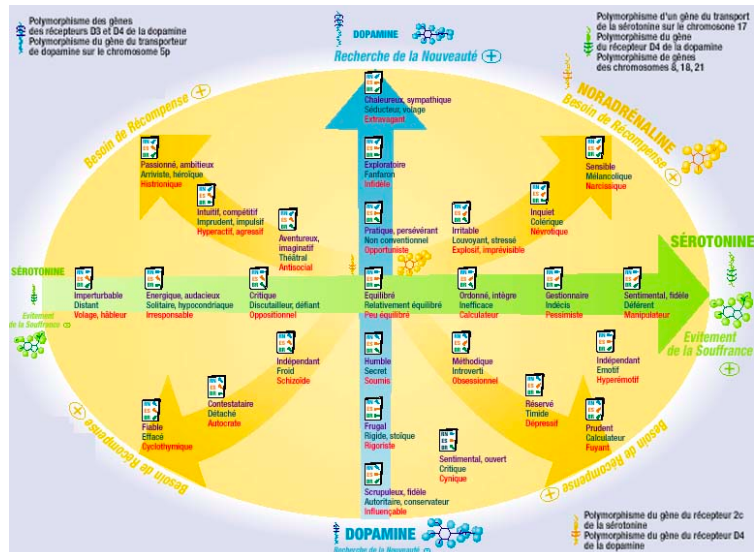 Polymorphisme des gènes
des récepteurs D3 et D4 de la dopamine
Polymorphisme du gène du transporteur
de dopamine sur le chromosome 5p
DOPAMINE
Recherche de la Nouveauté +
Polymorphisme d'un gène du transport
de la sérotonine sur le chromosome 17
Polymorphisme du gène
du récepteur D4 de la dopamine
Polymorphisme de gènes
des chromosomes 8, 18, 21
Besoin de Récompense +
NORADRÉNALINE
Besoin de Récompense +
Chaleureux, sympathique
Séducteur, volage
Extravagant
Passionné, ambitieux
Arriviste, héroïque
Histrionique
Exploratoire
Fanfaron
Infidèle
Sensible
Mélancolique
Narcissique
Intuitif, compétitif
Imprudent, impulsif
Hyperactif, agressif
Aventureux,
imaginatif
Théâtral
Antisocial
Pratique, persévérant
Non conventionnel
Opportuniste
Irritable
Louvoyant, stressé
Explosif, imprévisible
Inquiet
Colérique
Névrotique
SÉROTONINE
Evitement
de la Souffrance
Imperturbable
Distant
Volage, hâbleur
Energique, audacieux
Solitaire, hypocondriaque
Irresponsable
Critique
Discutailleur, défiant
Oppositionnel
Equilibré
Relativement équilibré
Peu équilibré
Ordonné, intègre
Inefficace
Calculateur
Gestionnaire
Indécis
Pessimiste
Sentimental, fidèle
Déférent
Manipulateur
SÉROTONINE
Evitement
de la Souffrance
+
Indépendant
Froid
Schizoïde
Humble
Secret
Soumis
Méthodique
Introverti
Obsessionnel
Indépendant
Emotif
Hyperémotif
Contestataire
Détaché
Autocrate
Réservé
Timide
Dépressif
Fiable
Effacé
Cyclothymique
Frugal
Rigide, stoïque
Rigoriste
Prudent
Calculateur
Fuyant
Sentimental, ouvert
Critique
Cynique
Scrupuleux, fidèle
Autoritaire, conservateur
Influençable
Besoin de Récompense
Besoin de Récompense
DOPAMINE
Recherche de la Nouveauté
Polymorphisme du gène du récepteur 2c
de la sérotonine
Polymorphisme du gène du récepteur D4
de la dopamine